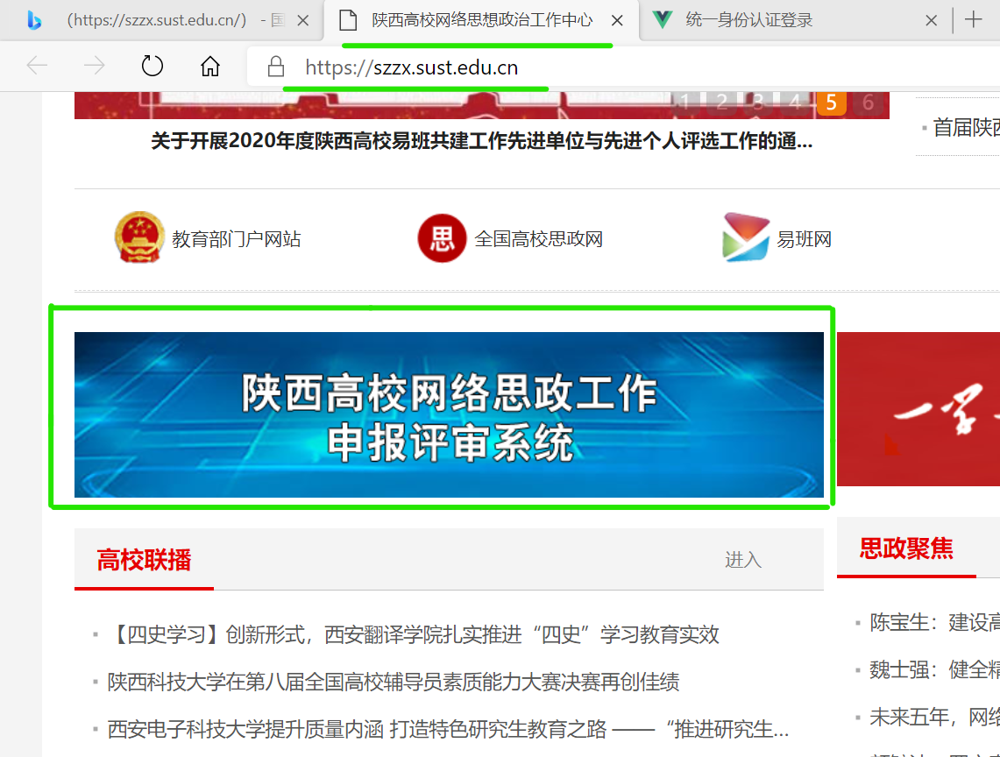 (https://szzx.sust.edu.cn/) - 国
陕西高校网络思想政治工作中心
统一身份认证登录
https://szzx.sust.edu.cn
1 2 3 4 5 6
关于开展2020年度陕西高校易班共建工作先进单位与先进个人评选工作的通...
首届陕西
教育部门户网站
思
全国高校思政网
易班网
陕西高校网络思政工作
申报评审系统
一学
高校联播
进入
思政聚焦
【四史学习】创新形式，西安翻译学院扎实推进“四史”学习教育实效
陕西科技大学在第八届全国高校辅导员素质能力大赛决赛再创佳绩
西安电子科技大学提升质量内涵 打造特色研究生教育之路 ——“推进研究生...
陈宝生：建设高
魏士强：健全精
未来五年，网络